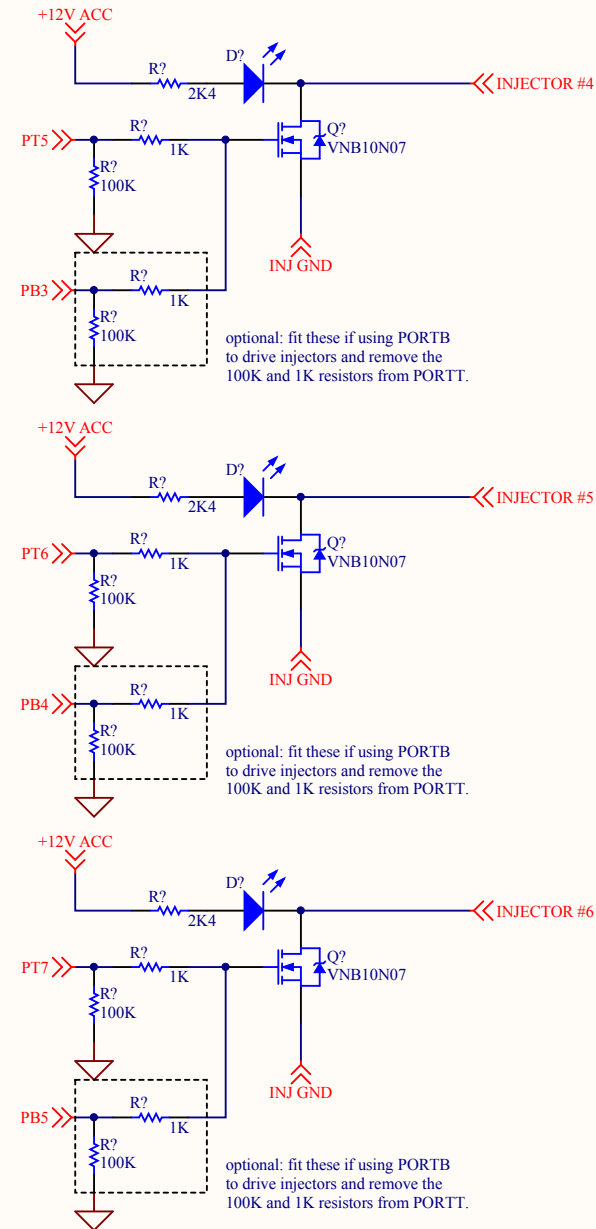 +12V ACC
R?
2K4
D?
INJECTOR #4
PT5
R?
1K
Q?
VNB10N07
R?
100K
INJ GND
PB3
R?
1K
R?
100K
optional: fit these if using PORTB
to drive injectors and remove the
100K and 1K resistors from PORTT.
+12V ACC
R?
2K4
D?
INJECTOR #5
PT6
R?
1K
Q?
VNB10N07
R?
100K
INJ GND
PB4
R?
1K
R?
100K
optional: fit these if using PORTB
to drive injectors and remove the
100K and 1K resistors from PORTT.
+12V ACC
R?
2K4
D?
INJECTOR #6
PT7
R?
1K
Q?
VNB10N07
R?
100K
INJ GND
PB5
R?
1K
R?
100K
optional: fit these if using PORTB
to drive injectors and remove the
100K and 1K resistors from PORTT.